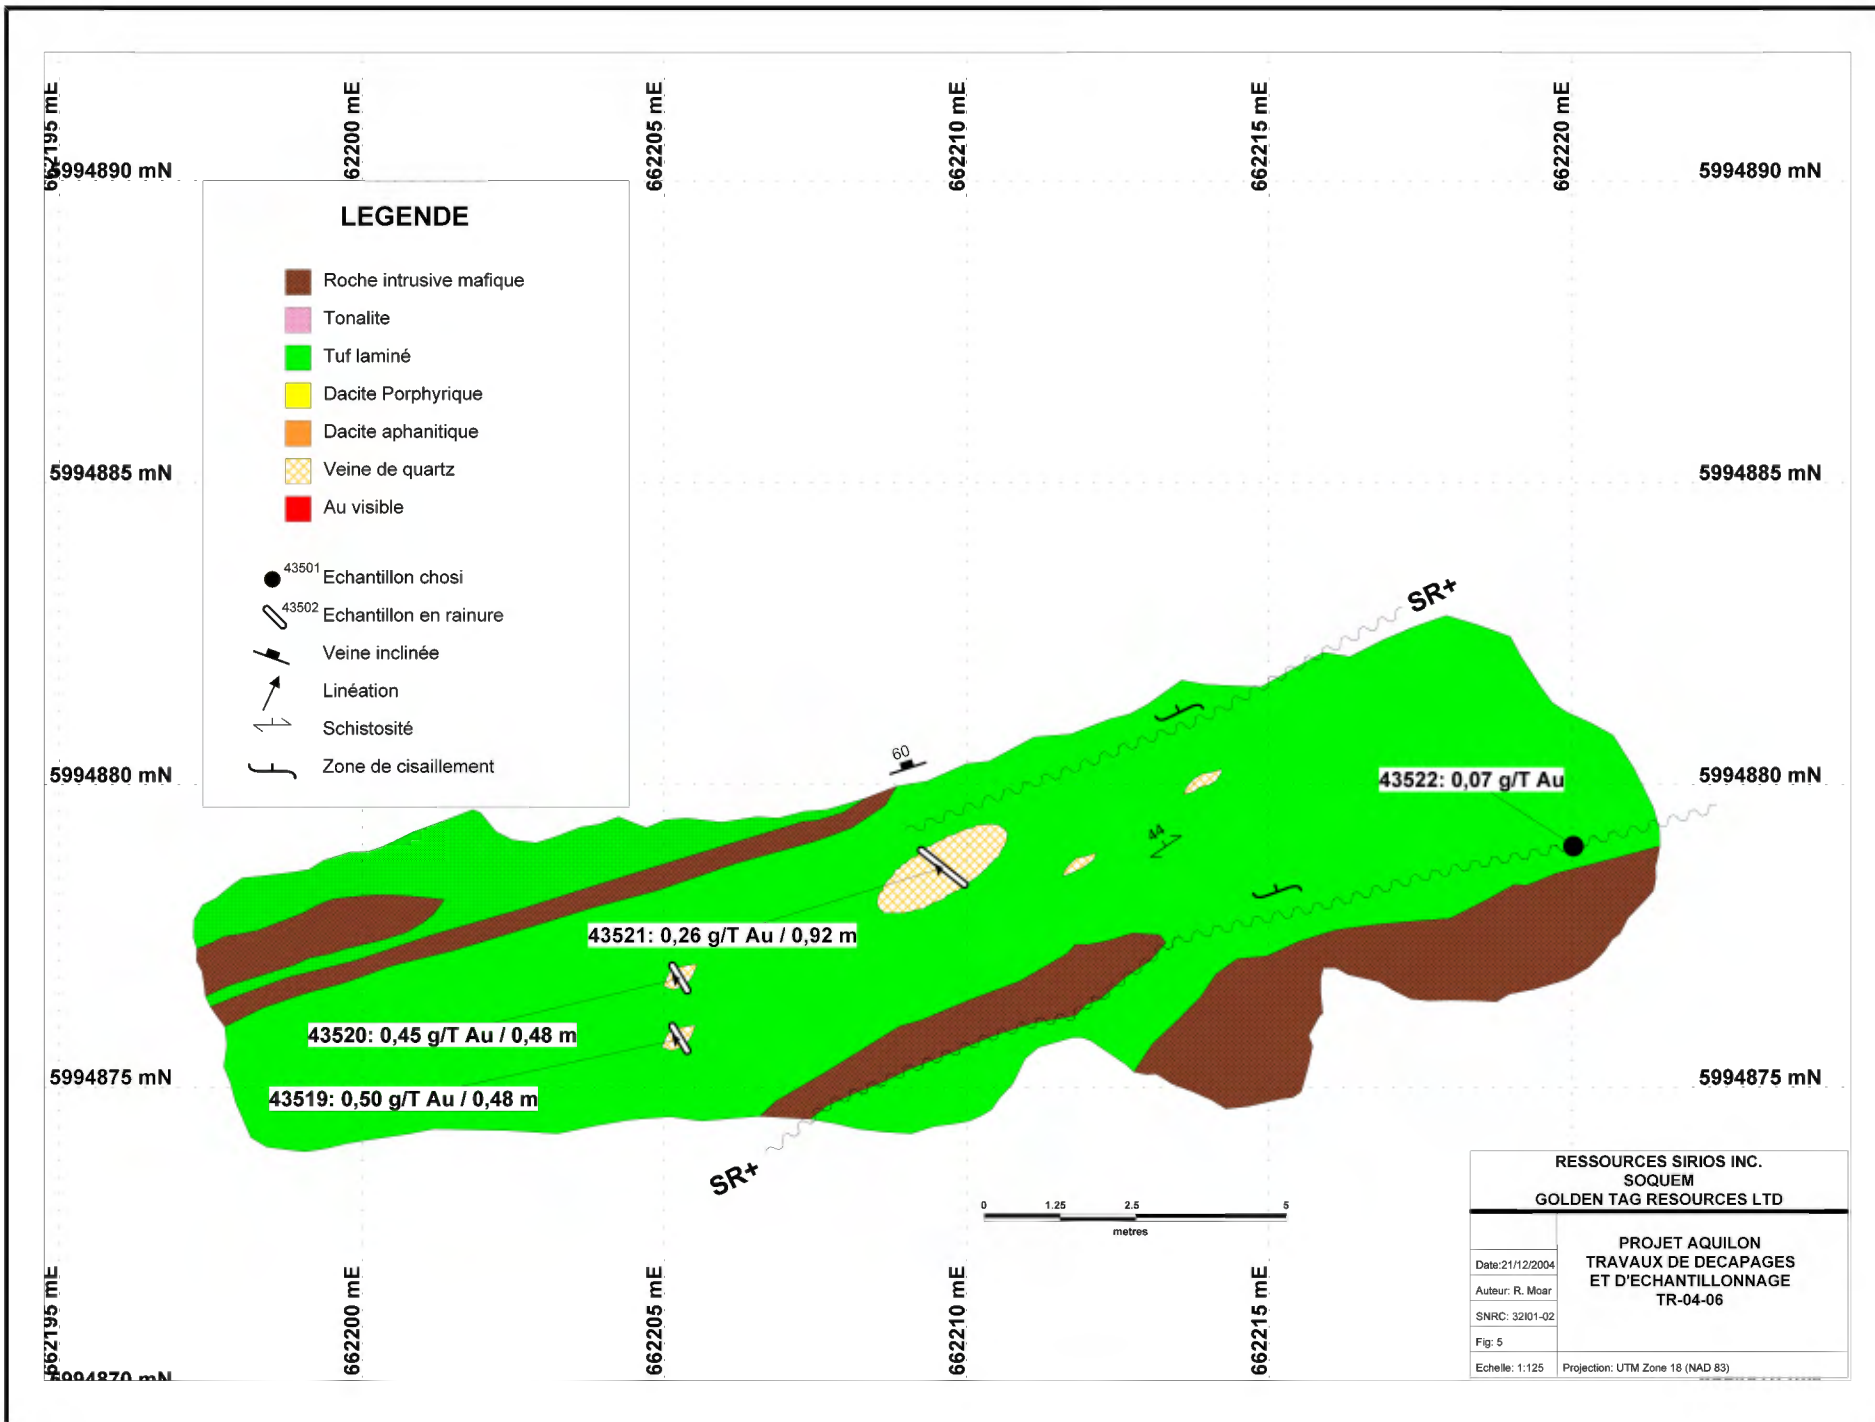 662195 mE
662200 mE
662205 mE
662210 mE
662215 mE
662220 mE
5994890 mN
5994890 mN
LEGENDE
Roche intrusive mafique
Tonalite
Tuf laminé
Dacite Porphyrique
Dacite aphanitique
Veine de quartz
Au visible
43501 Echantillon chosi
43502 Echantillon en rainure
Veine inclinée
Linéation
Schistosité
Zone de cisaillement
5994885 mN
5994885 mN
SR+
60
5994880 mN
5994880 mN
43522: 0,07 g/T Au
44
43521: 0,26 g/T Au / 0,92 m
43520: 0,45 g/T Au / 0,48 m
5994875 mN
5994875 mN
43519: 0,50 g/T Au / 0,48 m
SR+
0 1.25 2.5 5
metres
RESSOURCES SIRIOS INC.
SOQUEM
GOLDEN TAG RESOURCES LTD
PROJET AQUILON
TRAVAUX DE DECAPAGES
ET D'ECHANTILLONNAGE
TR-04-06
Date:21/12/2004
Auteur: R. Moar
SNRC: 32I01-02
Fig: 5
Echelle: 1:125
Projection: UTM Zone 18 (NAD 83)
662195 mE
662200 mE
662205 mE
662210 mE
662215 mE
5994870 mN